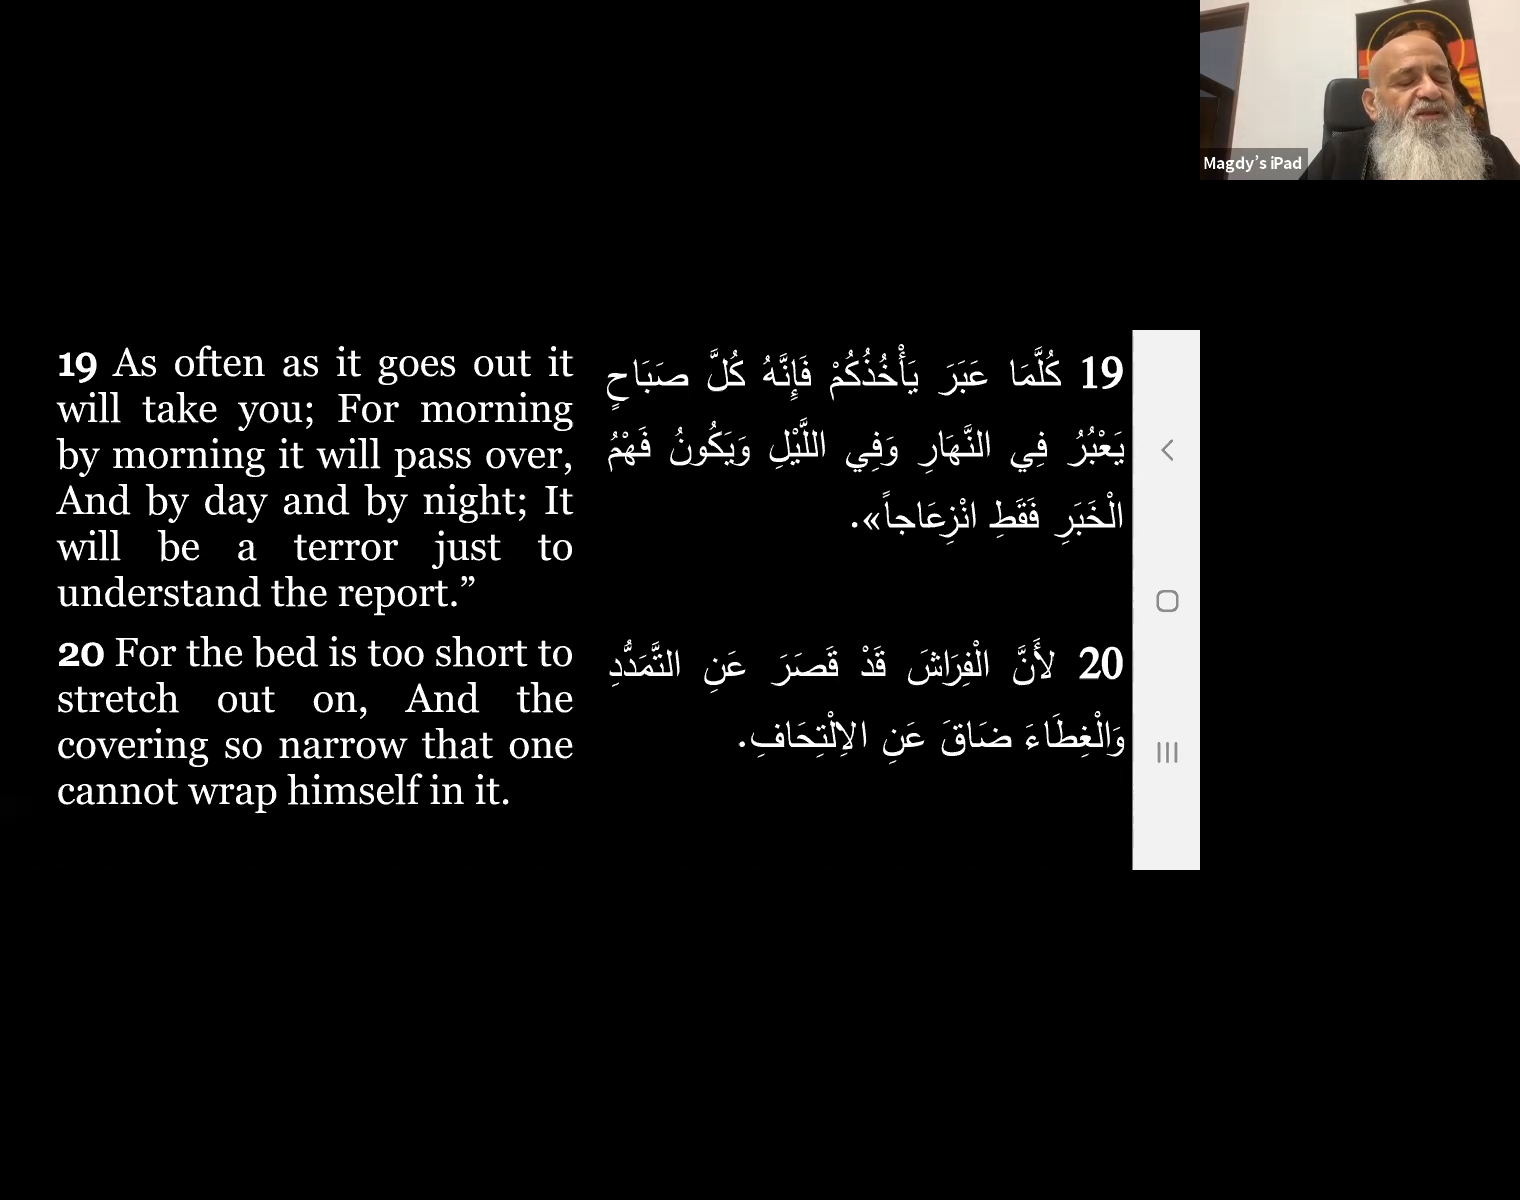 19 As often as it goes out it
will take you; For morning
by morning it will pass over,
And by day and by night; It
will be a terror just to
understand the report.”
20 For the bed is too short to
stretch out on, And the
covering so narrow that one
cannot wrap himself in it.
19 كُلَّمَا عَبَرَ يَأْخُذُكُمْ فَإِنَّهُ كُلَّ صَبَاحٍ
يَعْبُرُ فِي النَّهَارِ وَفِي اللَّيْلِ وَيَكُونُ فَهْمُ
الْخَبَرِ فَقَطِ انْزِعَاجاً».
20 لأَنَّ الْفِرَاشَ قَدْ قَصَرَ عَنِ التَّمَدُّدِ
وَالْغِطَاءَ ضَاقَ عَنِ الاِلْتِحَافِ.
Magdy’s iPad